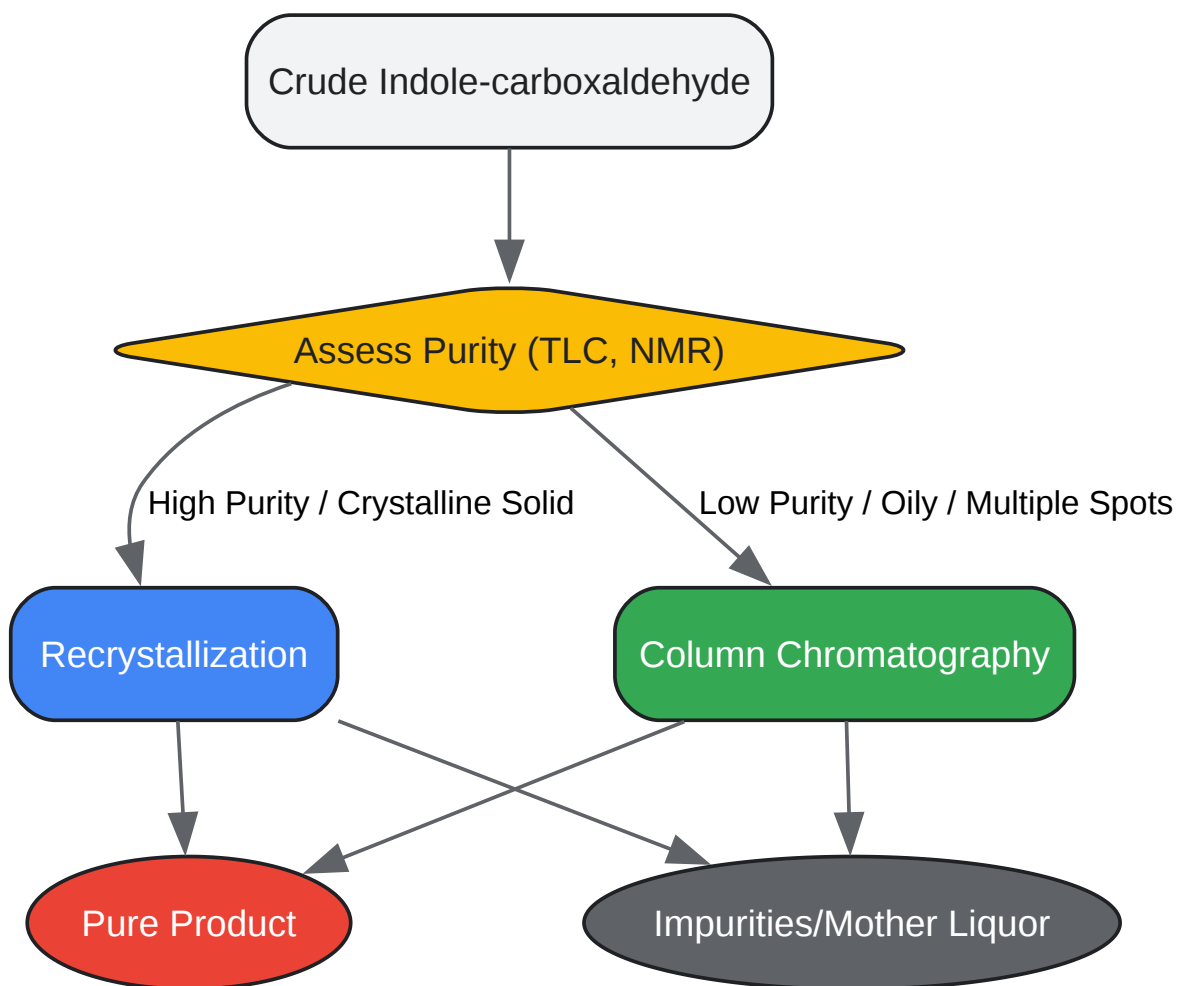 Crude Indole-carboxaldehyde
Assess Purity (TLC, NMR)
High Purity / Crystalline Solid
Low Purity / Oily / Multiple Spots
Recrystallization
Column Chromatography
Pure Product
Impurities/Mother Liquor